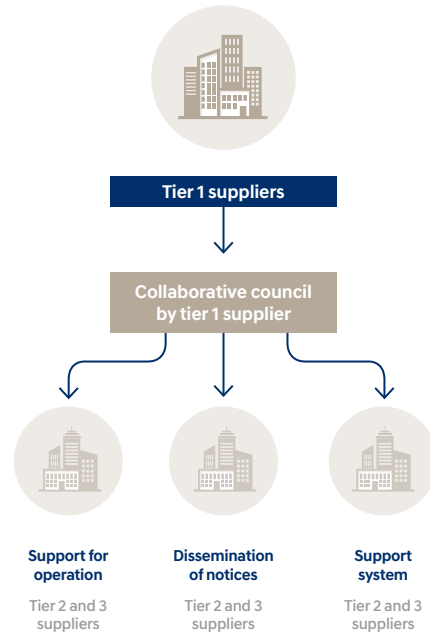 Tier 1 suppliers
Collaborative council
by tier 1 supplier
Support for
operation
Tier 2 and 3
suppliers
Dissemination
of notices
Tier 2 and 3
suppliers
Support
system
Tier 2 and 3
suppliers